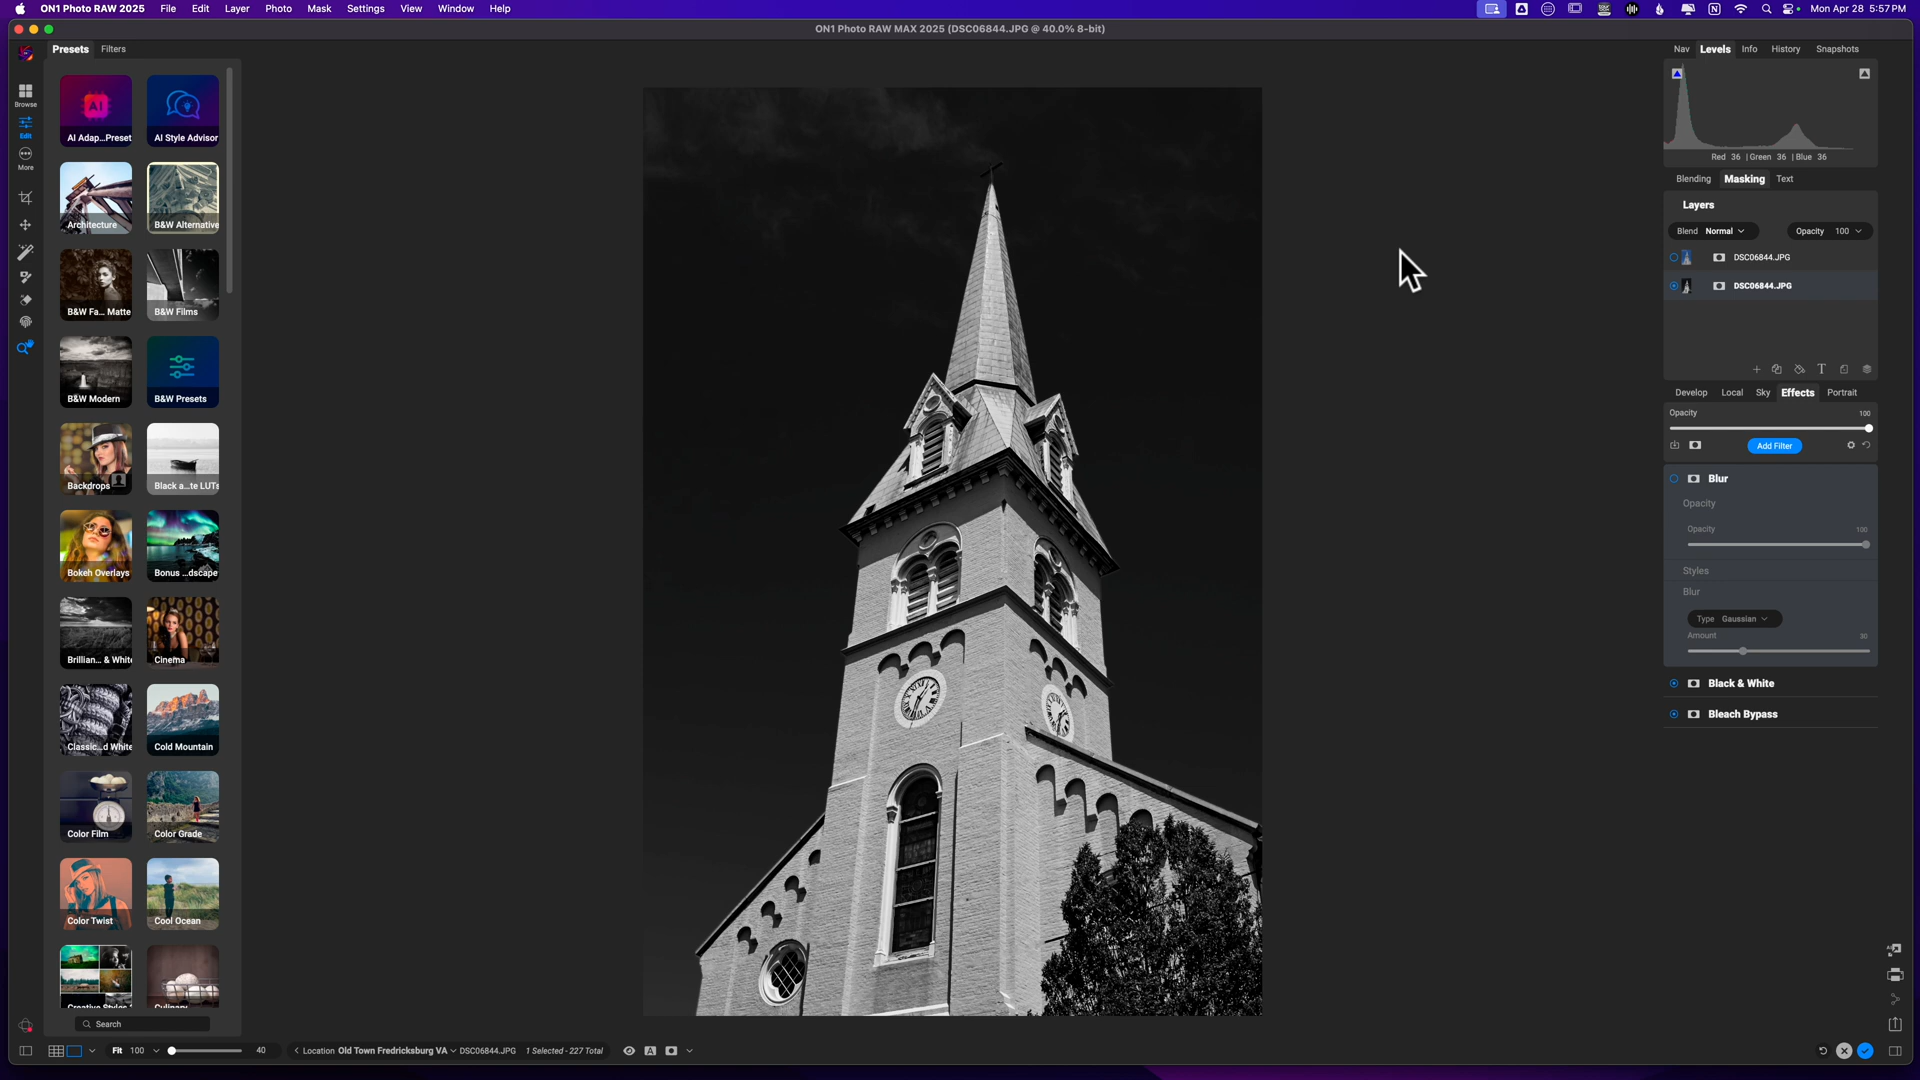 ON1 Photo RAW 2025 File Edit Layer Photo Mask Settings View Window Help
Mon Apr 28 5:57 PM
ON1 Photo RAW MAX 2025 (DSC06844.JPG @ 40.0% 8-bit)
Presets Filters
Nav Levels Info History Snapshots
Browse
Edit
More
AI Adap...Preset AI Style Advisor
Architecture B&W Alternative
B&W Fa... Matte B&W Films
B&W Modern B&W Presets
Backdrops Black a...te LUTs
Bokeh Overlays Bonus ...dscape
Brillian... & White Cinema
Classic...d White Cold Mountain
Color Film Color Grade
Color Twist Cool Ocean
Creative Styles Culinary
Search
Red 36 | Green 36 | Blue 36
Blending Masking Text
Layers
Blend Normal Opacity 100
DSC06844.JPG
DSC06844.JPG
Develop Local Sky Effects Portrait
Opacity 100
Add Filter
Blur
Opacity
Opacity 100
Styles
Blur
Type Gaussian
Amount 30
Black & White
Bleach Bypass
Fit 100 40 Location Old Town Fredricksburg VA DSC06844.JPG 1 Selected - 227 Total